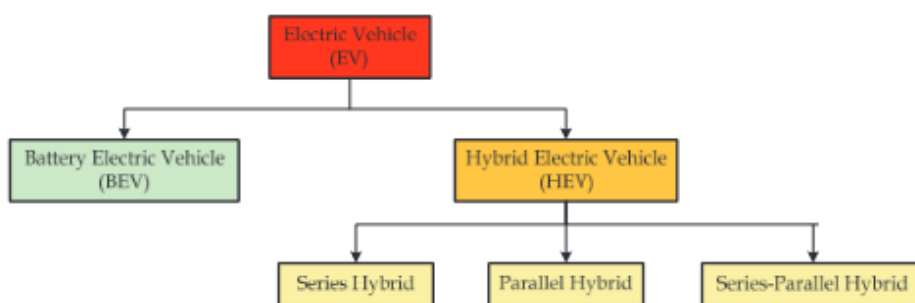 Electric Vehicle
(EV)
Battery Electric Vehicle
(BEV)
Hybrid Electric Vehicle
(HEV)
Series Hybrid
Parallel Hybrid
Series-Parallel Hybrid